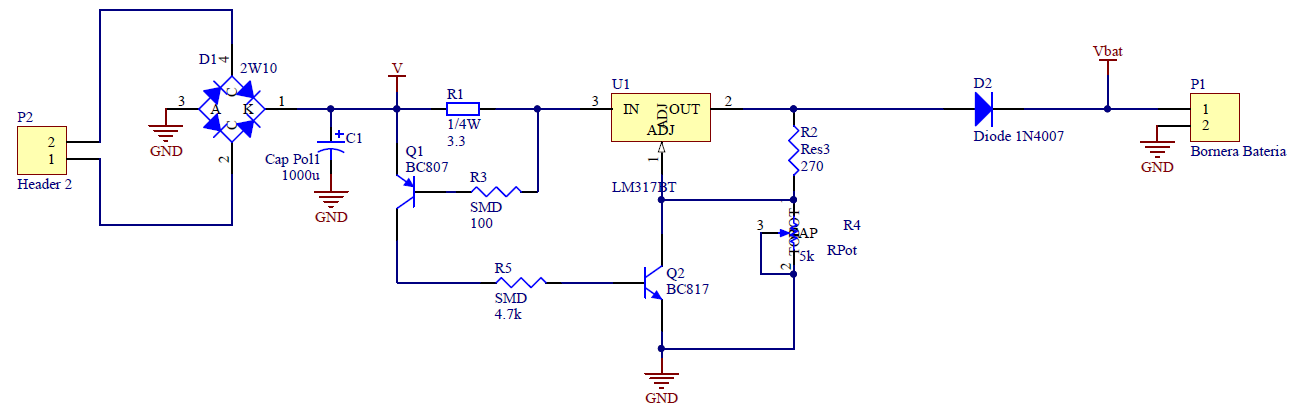 P2
2
1
Header 2
D1
4
2W10
3
A
K
1
2
C
C
GND
V
C1
Cap Pol1
1000u
GND
R1
1/4W
3.3
Q1
BC807
R3
SMD
100
R5
SMD
4.7k
U1
3
IN
ADJ
OUT
ADJ
2
1
LM317BT
Q2
BC817
GND
R2
Res3
270
3
R4
RPot
5k
2
D2
Diode 1N4007
Vbat
P1
1
2
GND
Bornera Bateria